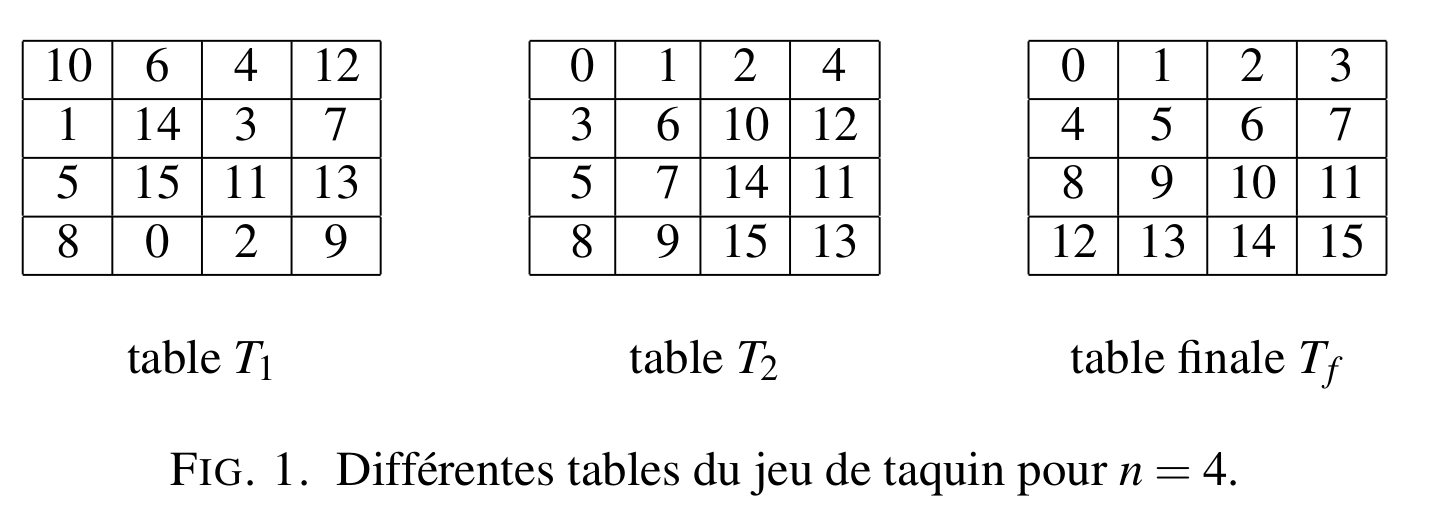 10 6 4 12 0 1 2 4 0 1 2 3
1 14 3 7 3 6 10 12 4 5 6 7
5 15 11 13 5 7 14 11 8 9 10 11
8 0 2 9 8 9 15 13 12 13 14 15
table T1 table T2 table finale Tf
FIG. 1. Différentes tables du jeu de taquin pour n = 4.